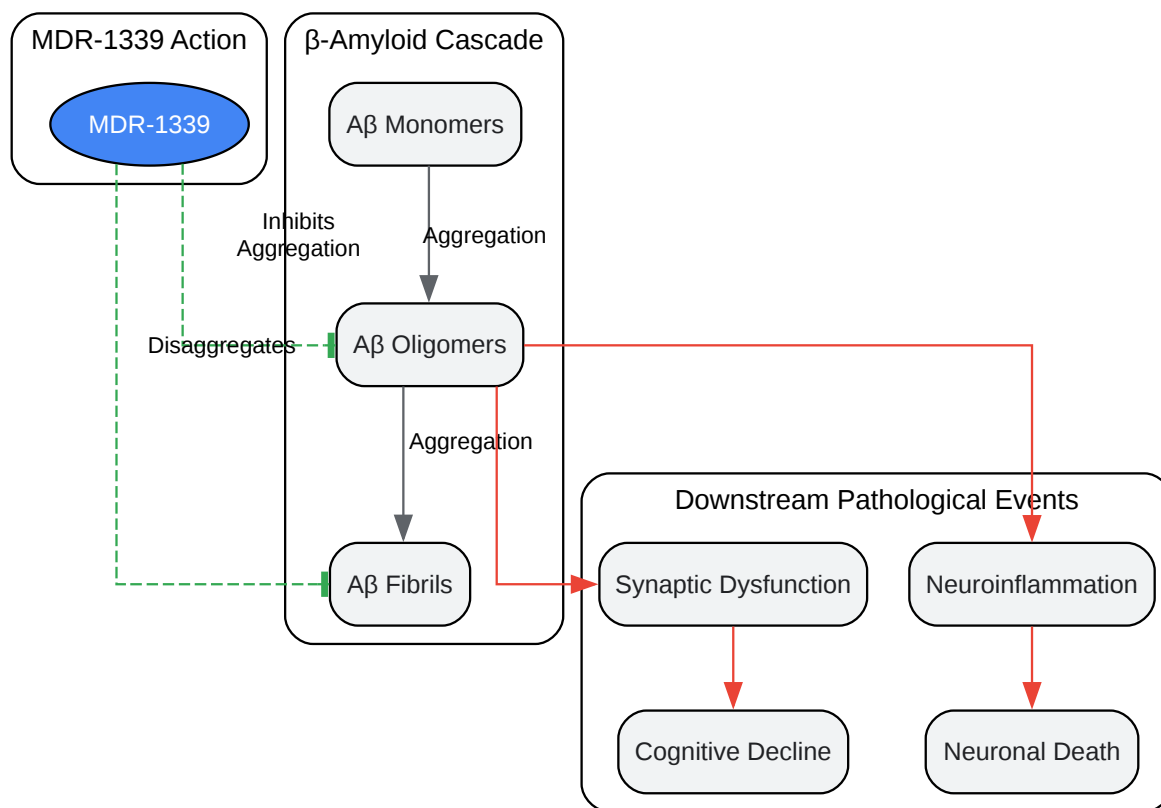 MDR-1339 Action
β-Amyloid Cascade
MDR-1339
Aβ Monomers
Inhibits
Aggregation
Aggregation
Disaggregates
Aβ Oligomers
Aggregation
Downstream Pathological Events
Aβ Fibrils
Synaptic Dysfunction
Neuroinflammation
Cognitive Decline
Neuronal Death